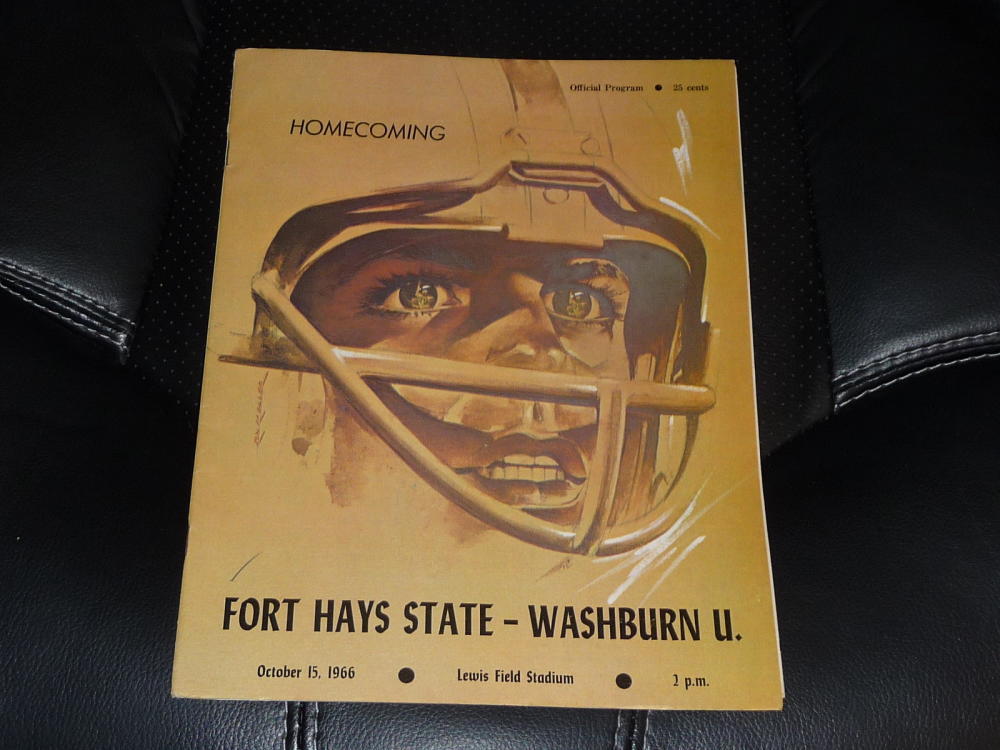 Official Program ● 25 cents
HOMECOMING
FORT HAYS STATE - WASHBURN U.
October 15, 1966 ● Lewis Field Stadium ● 2 p.m.